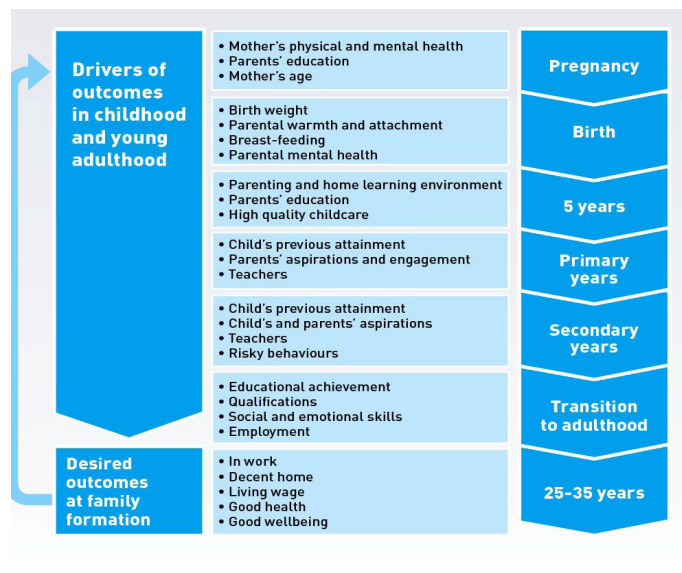 Drivers of
outcomes
in childhood
and young
adulthood
• Mother's physical and mental health
• Parents' education
• Mother's age
Pregnancy
• Birth weight
• Parental warmth and attachment
• Breast-feeding
• Parental mental health
Birth
• Parenting and home learning environment
• Parents' education
• High quality childcare
5 years
• Child's previous attainment
• Parents' aspirations and engagement
• Teachers
Primary
years
• Child's previous attainment
• Child's and parents' aspirations
• Teachers
• Risky behaviours
Secondary
years
• Educational achievement
• Qualifications
• Social and emotional skills
• Employment
Transition
to adulthood
Desired
outcomes
at family
formation
• In work
• Decent home
• Living wage
• Good health
• Good wellbeing
25-35 years